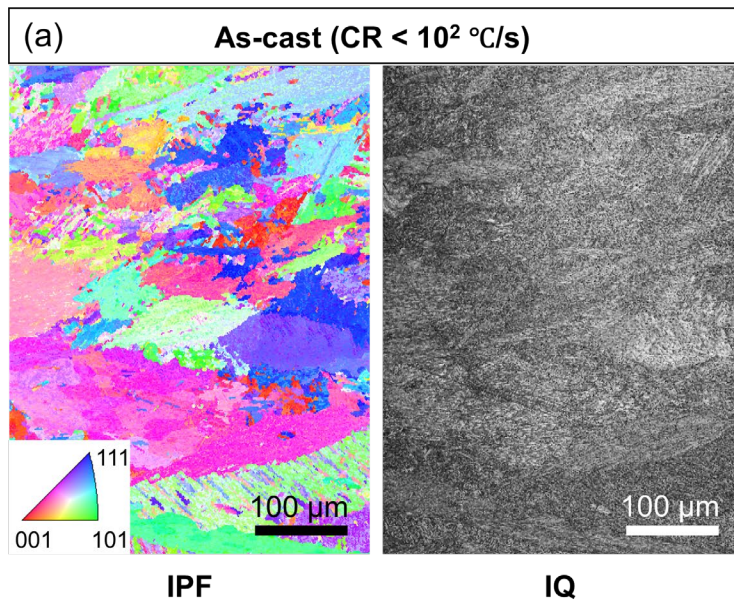 (a) As-cast (CR < 10² ℃/s)
111
001 101
100 µm
100 µm
IPF
IQ